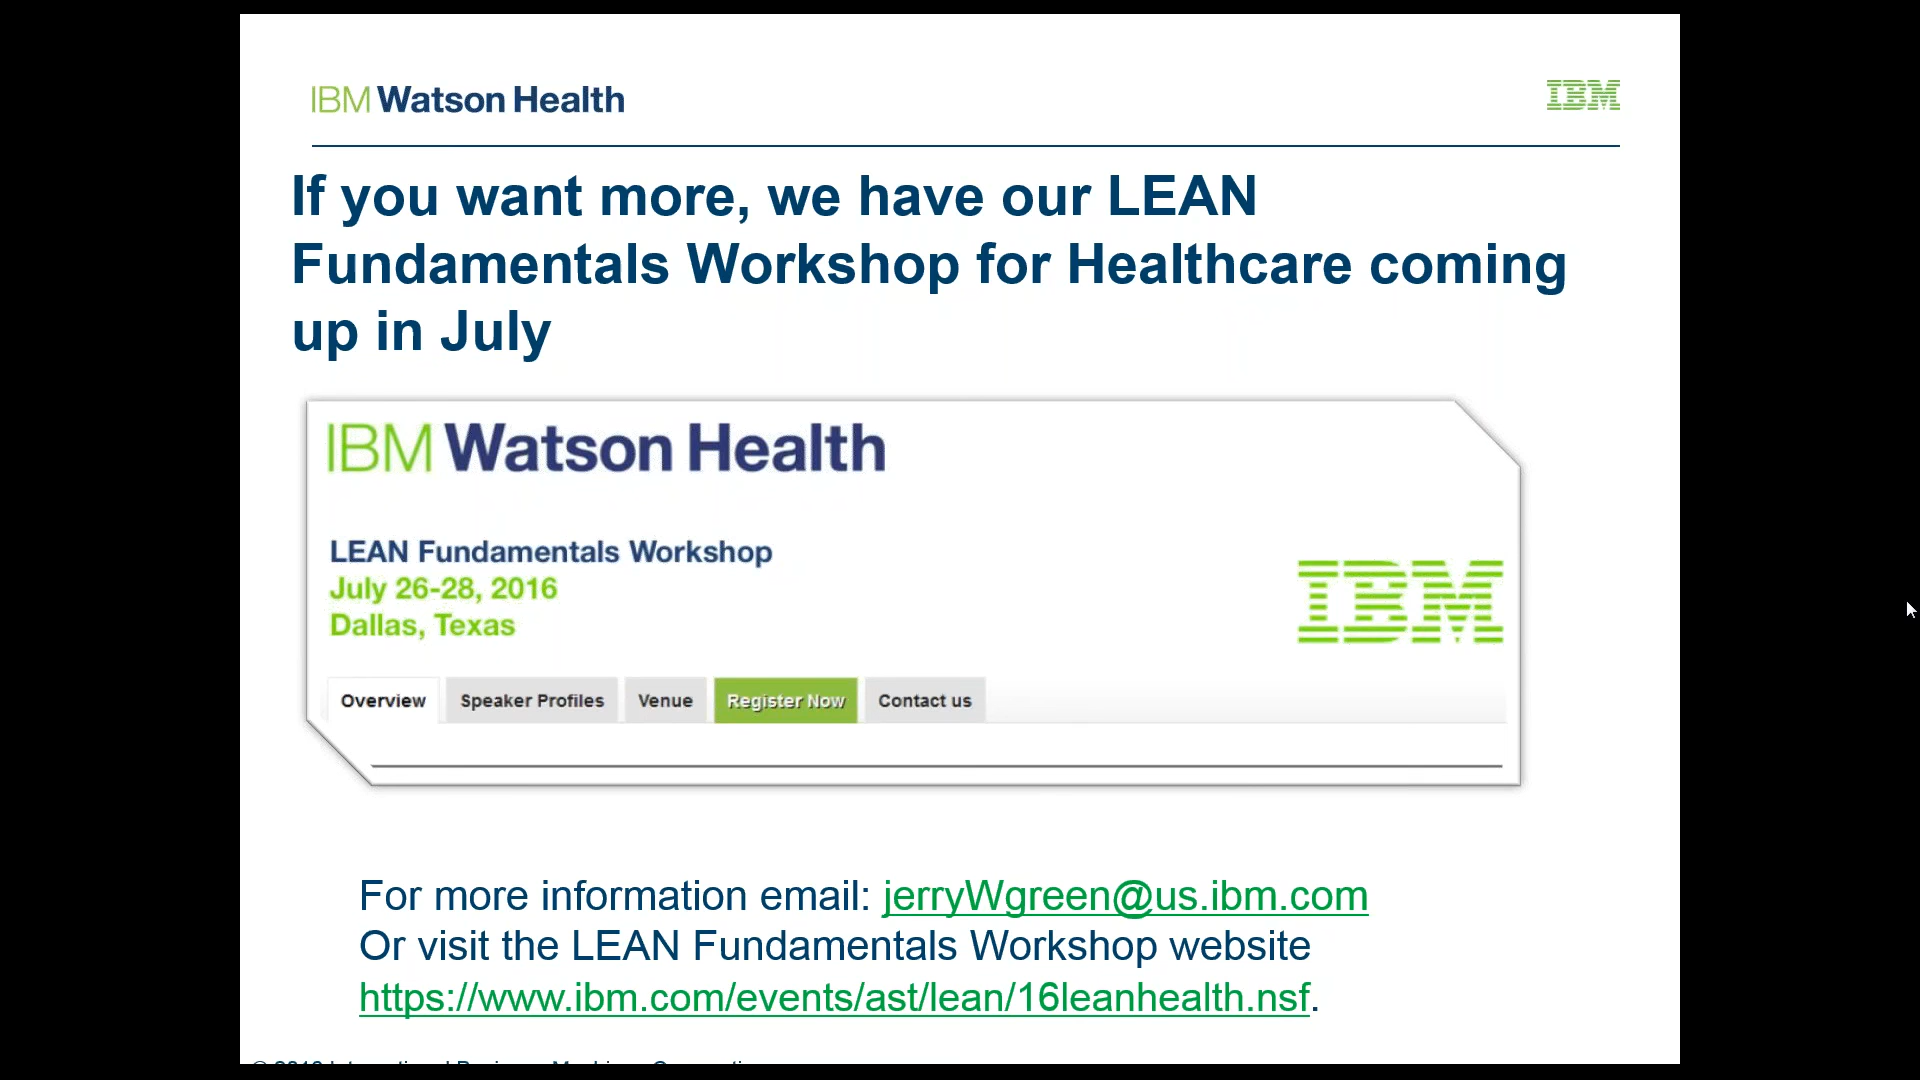 IBM Watson Health
IBM
If you want more, we have our LEAN
Fundamentals Workshop for Healthcare coming
up in July
IBM Watson Health
LEAN Fundamentals Workshop
July 26-28, 2016
Dallas, Texas
IBM
Overview Speaker Profiles Venue Register Now Contact us
For more information email: jerryWgreen@us.ibm.com
Or visit the LEAN Fundamentals Workshop website
https://www.ibm.com/events/ast/lean/16leanhealth.nsf.